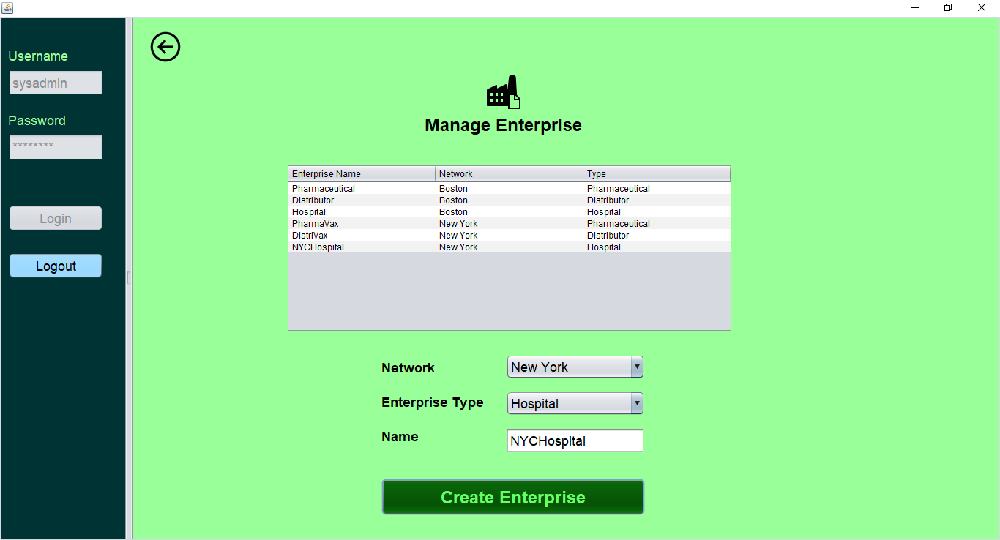 Username
sysadmin
Password
********
Login
Logout
Manage Enterprise
Enterprise Name Network Type
Pharmaceutical Boston Pharmaceutical
Distributor Boston Distributor
Hospital Boston Hospital
PharmaVax New York Pharmaceutical
DistriVax New York Distributor
NYCHospital New York Hospital
Network New York
Enterprise Type Hospital
Name NYCHospital
Create Enterprise